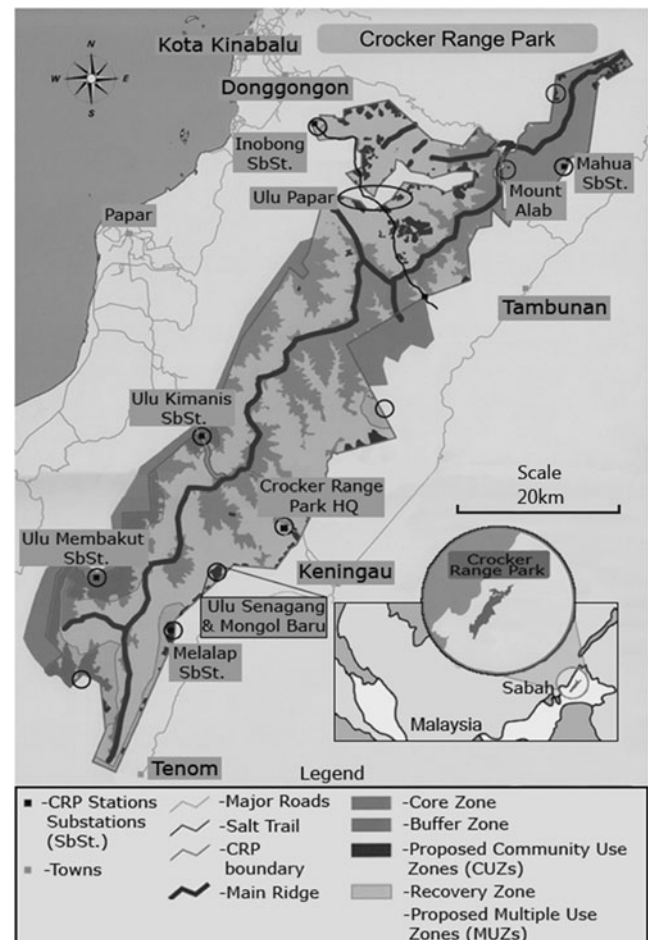 Kota Kinabalu
Crocker Range Park
N
W E
S
Donggongon
Inobong
SbSt.
Mahua
SbSt.
Ulu Papar
Mount
Alab
Papar
Tambunan
Ulu Kimanis
SbSt.
Scale
20km
Crocker Range
Park HQ
Ulu Membakut
SbSt.
Crocker
Range Park
Keningau
Ulu Senagang
& Mongol Baru
Melalap
SbSt.
Sabah
Malaysia
Tenom
Legend
-CRP Stations
Substations
(SbSt.)
-Towns
-Major Roads
-Salt Trail
-CRP
boundary
-Main Ridge
-Core Zone
-Buffer Zone
-Proposed Community Use
Zones (CUZs)
-Recovery Zone
-Proposed Multiple Use
Zones (MUZs)